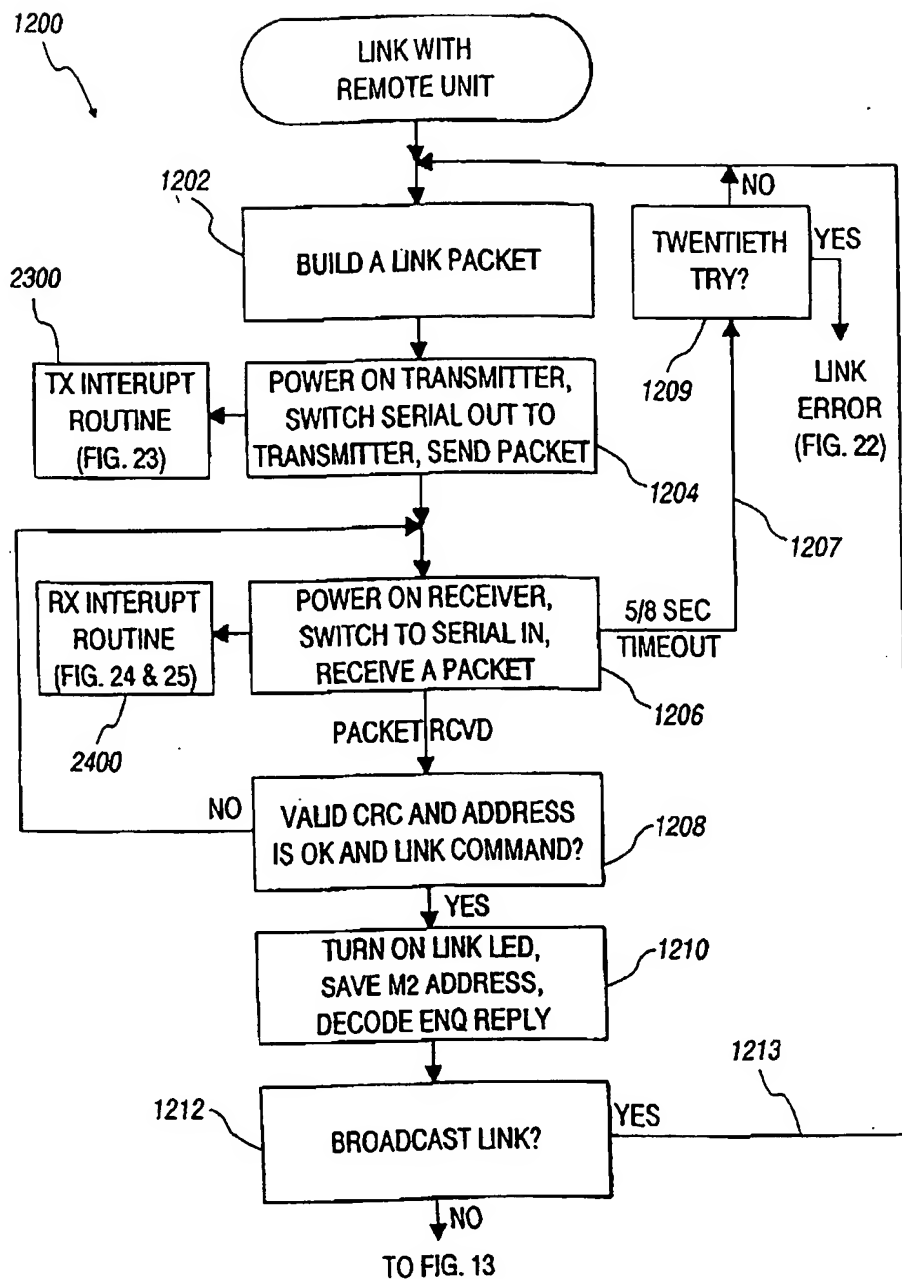 1200
LINK WITH
REMOTE UNIT
1202
BUILD A LINK PACKET
NO
TWENTIETH
TRY?
YES
1209
LINK
ERROR
(FIG. 22)
2300
TX INTERUPT
ROUTINE
(FIG. 23)
POWER ON TRANSMITTER,
SWITCH SERIAL OUT TO
TRANSMITTER, SEND PACKET
1204
1207
RX INTERUPT
ROUTINE
(FIG. 24 & 25)
2400
POWER ON RECEIVER,
SWITCH TO SERIAL IN,
RECEIVE A PACKET
5/8 SEC
TIMEOUT
1206
PACKET RCVD
NO
VALID CRC AND ADDRESS
IS OK AND LINK COMMAND?
1208
YES
TURN ON LINK LED,
SAVE M2 ADDRESS,
DECODE ENQ REPLY
1210
1212
BROADCAST LINK?
YES
1213
NO
TO FIG. 13